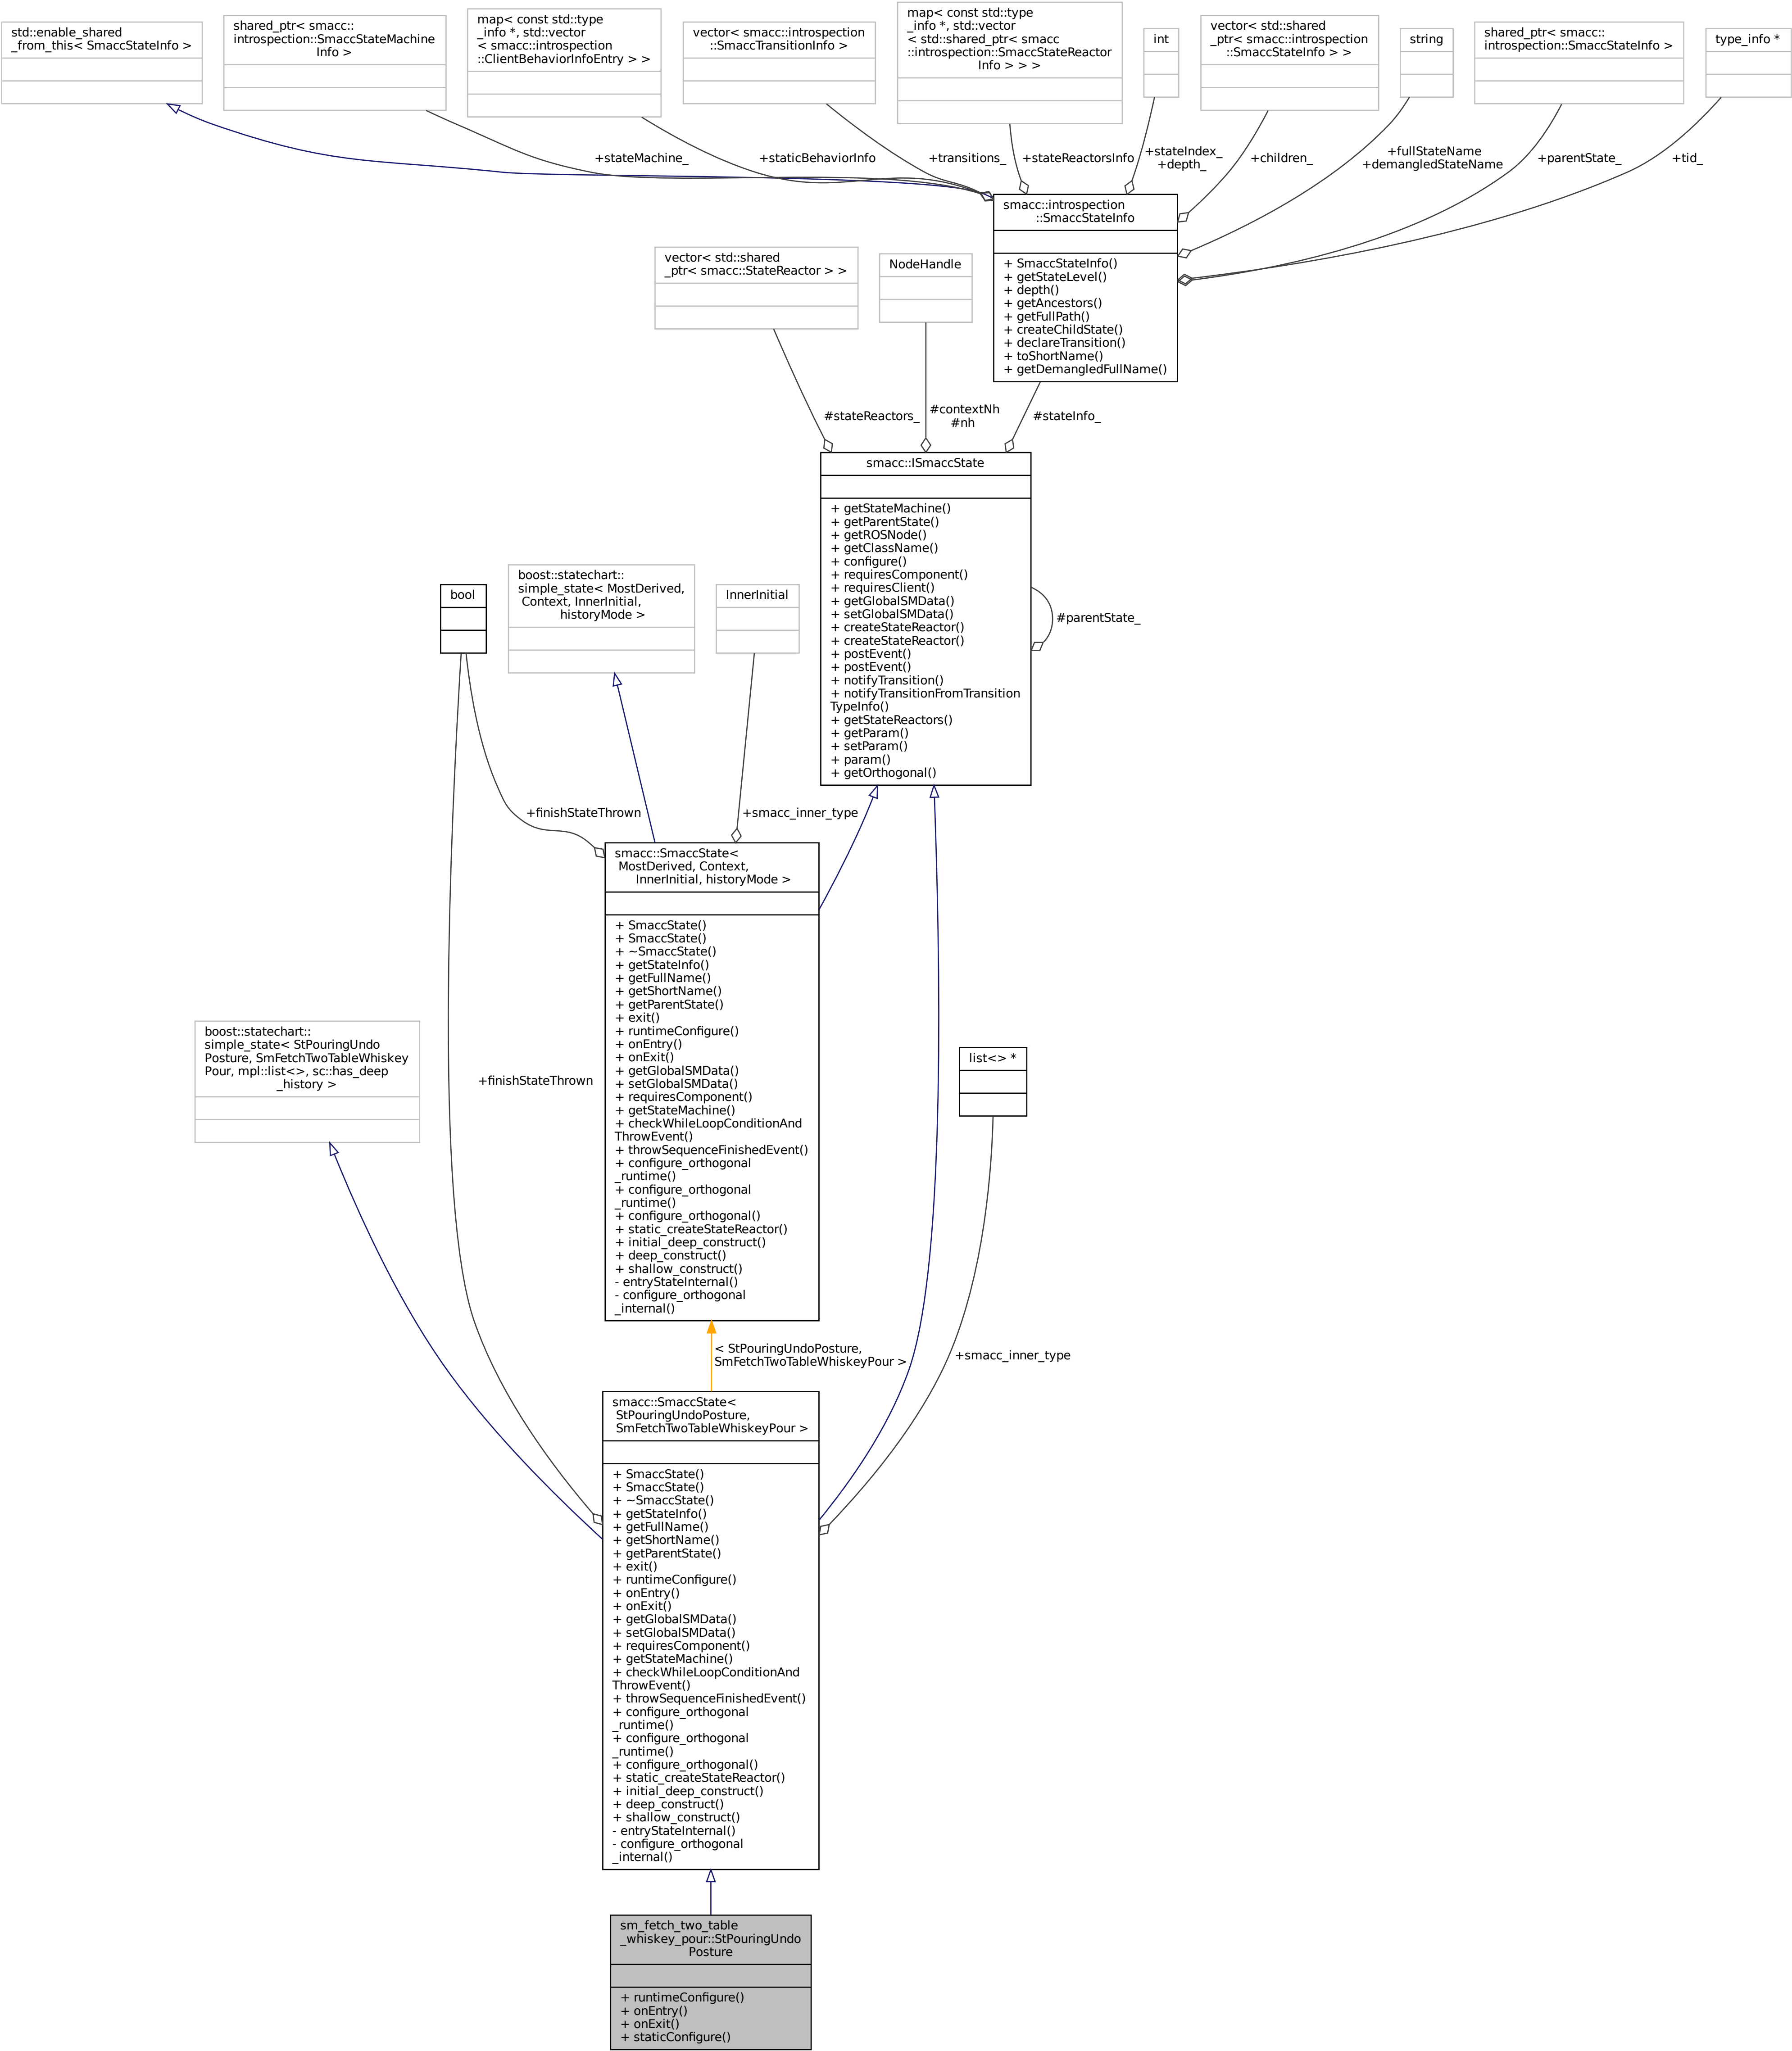 std::enable_shared
_from_this< SmaccStateInfo >
shared_ptr< smacc::
introspection::SmaccStateMachine
Info >
map< const std::type
_info *, std::vector
< smacc::introspection
::ClientBehaviorInfoEntry > >
vector< smacc::introspection
::SmaccTransitionInfo >
map< const std::type
_info *, std::vector
< std::shared_ptr< smacc
::introspection::SmaccStateReactor
Info > > >
int
vector< std::shared
_ptr< smacc::introspection
::SmaccStateInfo > >
string
shared_ptr< smacc::
introspection::SmaccStateInfo >
type_info *
+stateMachine_
+staticBehaviorInfo
+transitions_
+stateReactorsInfo
+stateIndex_
+depth_
+children_
+fullStateName
+demangledStateName
+parentState_
+tid_
smacc::introspection
::SmaccStateInfo
+ SmaccStateInfo()
+ getStateLevel()
+ depth()
+ getAncestors()
+ getFullPath()
+ createChildState()
+ declareTransition()
+ toShortName()
+ getDemangledFullName()
vector< std::shared
_ptr< smacc::StateReactor > >
NodeHandle
#stateReactors_
#contextNh
#nh
#stateInfo_
smacc::ISmaccState
+ getStateMachine()
+ getParentState()
+ getROSNode()
+ getClassName()
+ configure()
+ requiresComponent()
+ requiresClient()
+ getGlobalSMData()
+ setGlobalSMData()
+ createStateReactor()
+ createStateReactor()
+ postEvent()
+ postEvent()
+ notifyTransition()
+ notifyTransitionFromTransition
TypeInfo()
+ getStateReactors()
+ getParam()
+ setParam()
+ param()
+ getOrthogonal()
#parentState_
bool
boost::statechart::
simple_state< MostDerived,
Context, InnerInitial,
historyMode >
InnerInitial
+finishStateThrown
+smacc_inner_type
smacc::SmaccState<
MostDerived, Context,
InnerInitial, historyMode >
+ SmaccState()
+ SmaccState()
+ ~SmaccState()
+ getStateInfo()
+ getFullName()
+ getShortName()
+ getParentState()
+ exit()
+ runtimeConfigure()
+ onEntry()
+ onExit()
+ getGlobalSMData()
+ setGlobalSMData()
+ requiresComponent()
+ getStateMachine()
+ checkWhileLoopConditionAnd
ThrowEvent()
+ throwSequenceFinishedEvent()
+ configure_orthogonal
_runtime()
+ configure_orthogonal
_runtime()
+ configure_orthogonal()
+ static_createStateReactor()
+ initial_deep_construct()
+ deep_construct()
+ shallow_construct()
- entryStateInternal()
- configure_orthogonal
_internal()
boost::statechart::
simple_state< StPouringUndo
Posture, SmFetchTwoTableWhiskey
Pour, mpl::list<>, sc::has_deep
_history >
+finishStateThrown
list<> *
< StPouringUndoPosture,
SmFetchTwoTableWhiskeyPour >
+smacc_inner_type
smacc::SmaccState<
StPouringUndoPosture,
SmFetchTwoTableWhiskeyPour >
+ SmaccState()
+ SmaccState()
+ ~SmaccState()
+ getStateInfo()
+ getFullName()
+ getShortName()
+ getParentState()
+ exit()
+ runtimeConfigure()
+ onEntry()
+ onExit()
+ getGlobalSMData()
+ setGlobalSMData()
+ requiresComponent()
+ getStateMachine()
+ checkWhileLoopConditionAnd
ThrowEvent()
+ throwSequenceFinishedEvent()
+ configure_orthogonal
_runtime()
+ configure_orthogonal
_runtime()
+ configure_orthogonal()
+ static_createStateReactor()
+ initial_deep_construct()
+ deep_construct()
+ shallow_construct()
- entryStateInternal()
- configure_orthogonal
_internal()
sm_fetch_two_table
_whiskey_pour::StPouringUndo
Posture
+ runtimeConfigure()
+ onEntry()
+ onExit()
+ staticConfigure()